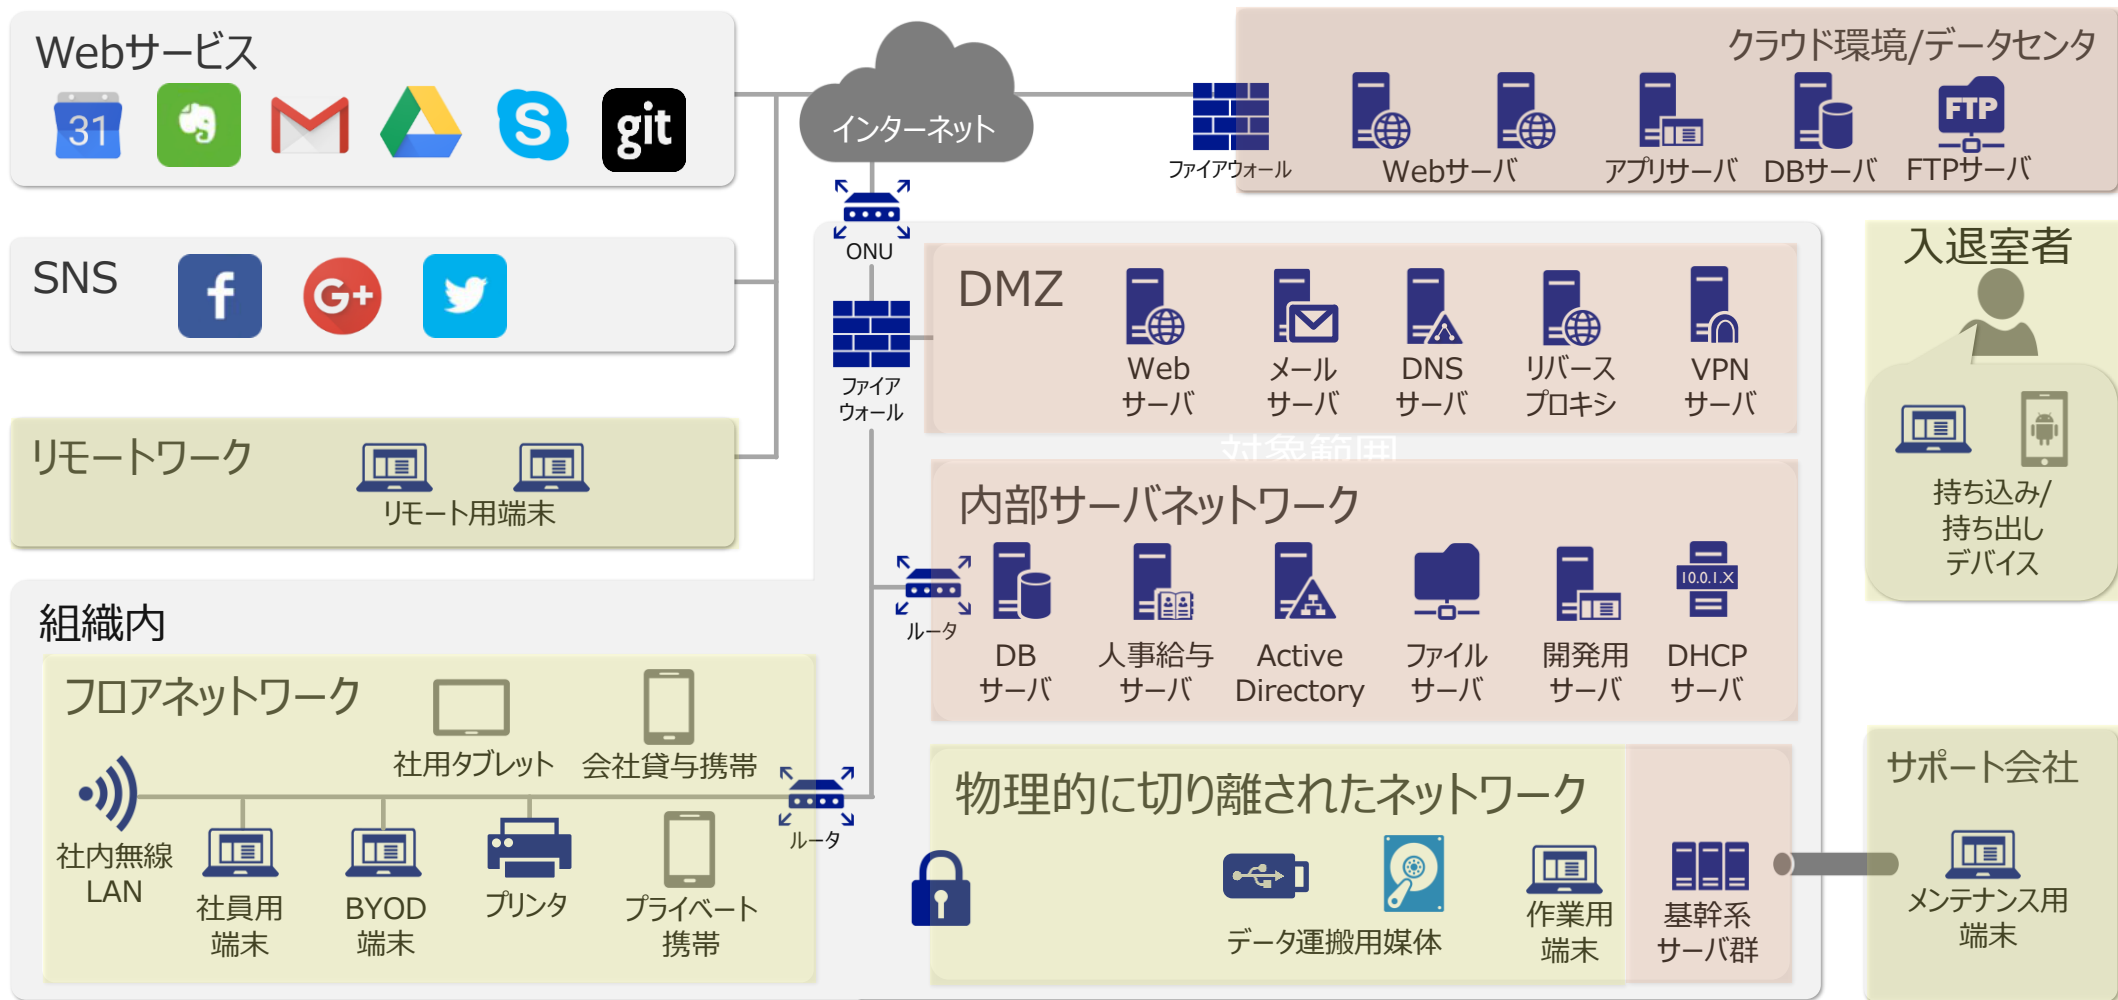 Webサービス
31
git
SNS
f
G+
リモートワーク
リモート用端末
インターネット
ONU
ファイア
ウォール
ファイアウォール
クラウド環境/データセンタ
FTP
Webサーバ
アプリサーバ
DBサーバ
FTPサーバ
DMZ
Web
サーバ
メール
サーバ
DNS
サーバ
リバース
プロキシ
VPN
サーバ
対象範囲
入退室者
持ち込み/
持ち出し
デバイス
内部サーバネットワーク
ルータ
10.0.1.X
DB
サーバ
人事給与
サーバ
Active
Directory
ファイル
サーバ
開発用
サーバ
DHCP
サーバ
組織内
フロアネットワーク
社用タブレット
会社貸与携帯
ルータ
社内無線
LAN
社員用
端末
BYOD
端末
プリンタ
プライベート
携帯
物理的に切り離されたネットワーク
データ運搬用媒体
作業用
端末
基幹系
サーバ群
サポート会社
メンテナンス用
端末